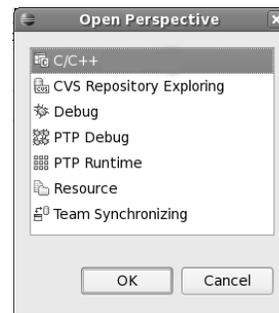 Open Perspective
C/C++
CVS Repository Exploring
Debug
PTP Debug
PTP Runtime
Resource
Team Synchronizing
OK
Cancel